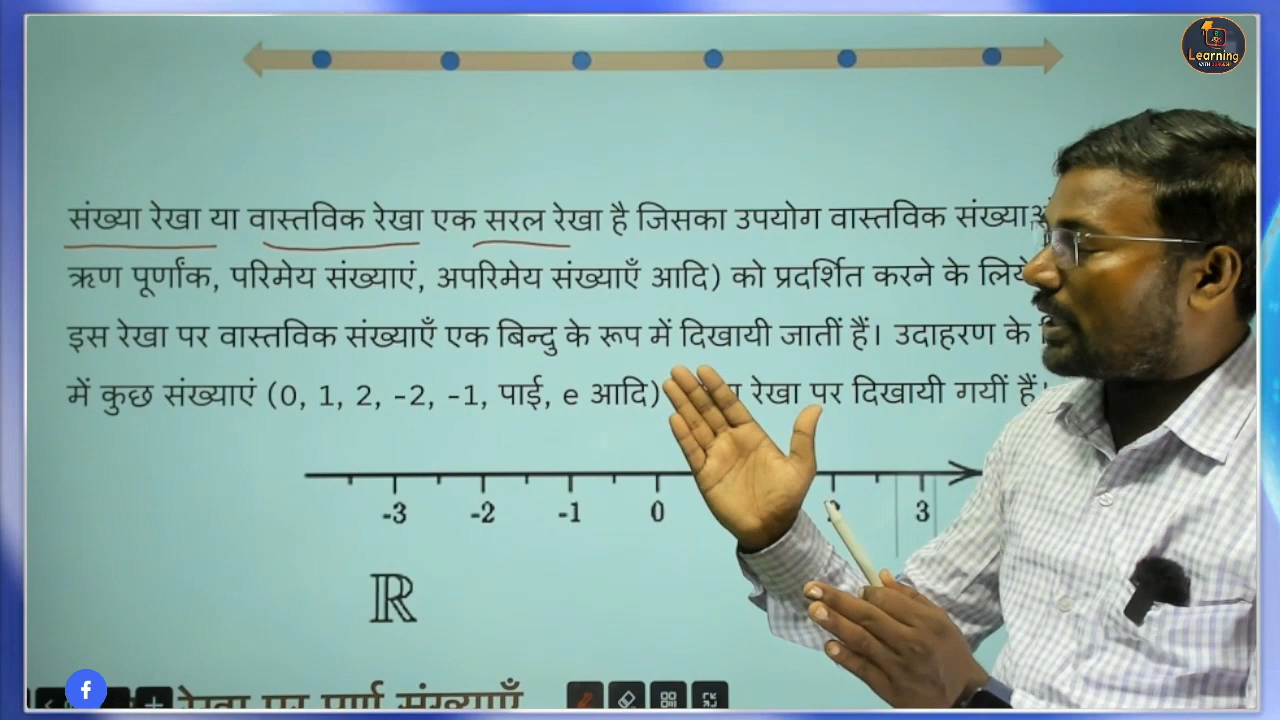 Learning
संख्या रेखा या वास्तविक रेखा एक सरल रेखा है जिसका उपयोग वास्तविक
ऋण पूर्णांक, परिमेय संख्याएं, अपरिमेय संख्याएँ आदि) को प्रदर्शित करने के लिये
इस रेखा पर वास्तविक संख्याएँ एक बिन्दु के रूप में दिखायी जातीं हैं। उदाहरण के
में कुछ संख्याएं (0, 1, 2, -2, -1, पाई, e आदि) रेखा पर दिखायी गयीं हैं।
-3 -2 -1 0 3
ℝ
रेखा पर पूर्ण संख्याएँ
f